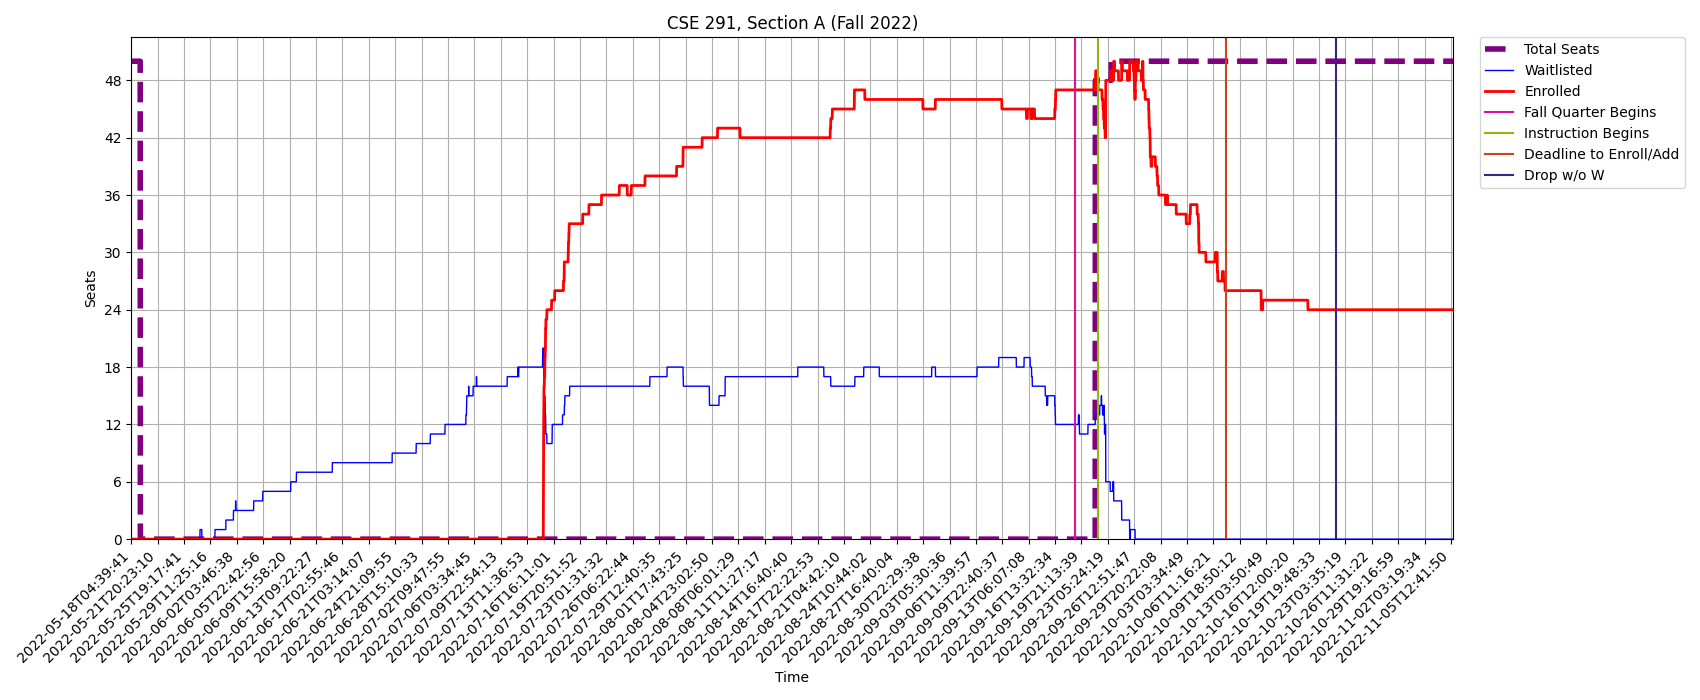 CSE 291, Section A (Fall 2022)
Total Seats
Waitlisted
Enrolled
Fall Quarter Begins
Instruction Begins
Deadline to Enroll/Add
Drop w/o W
Seats
48
42
36
30
24
18
12
6
0
2022-05-18T04:39:41
2022-05-21T20:23:10
2022-05-25T19:17:41
2022-05-29T11:25:16
2022-06-02T03:46:38
2022-06-05T22:42:56
2022-06-09T15:58:20
2022-06-13T09:22:27
2022-06-17T02:55:46
2022-06-21T03:14:07
2022-06-24T21:09:55
2022-06-28T15:10:33
2022-07-02T09:47:55
2022-07-06T03:34:45
2022-07-09T22:54:13
2022-07-13T11:36:53
2022-07-16T16:11:01
2022-07-19T20:51:52
2022-07-23T01:31:32
2022-07-26T06:22:44
2022-07-29T12:40:35
2022-08-01T17:43:25
2022-08-04T23:02:50
2022-08-08T06:01:29
2022-08-11T11:27:17
2022-08-14T16:40:40
2022-08-17T22:22:53
2022-08-21T04:42:10
2022-08-24T10:44:02
2022-08-27T16:40:04
2022-08-30T22:29:38
2022-09-03T05:30:36
2022-09-06T11:39:57
2022-09-09T22:40:37
2022-09-13T06:07:08
2022-09-16T13:32:34
2022-09-19T21:13:39
2022-09-23T05:24:19
2022-09-26T12:51:47
2022-09-29T20:22:08
2022-10-03T03:34:49
2022-10-06T11:16:21
2022-10-09T18:50:12
2022-10-13T03:50:49
2022-10-16T12:00:20
2022-10-19T19:48:33
2022-10-23T03:35:19
2022-10-26T11:31:22
2022-10-29T19:16:59
2022-11-02T03:19:34
2022-11-05T12:41:50
Time